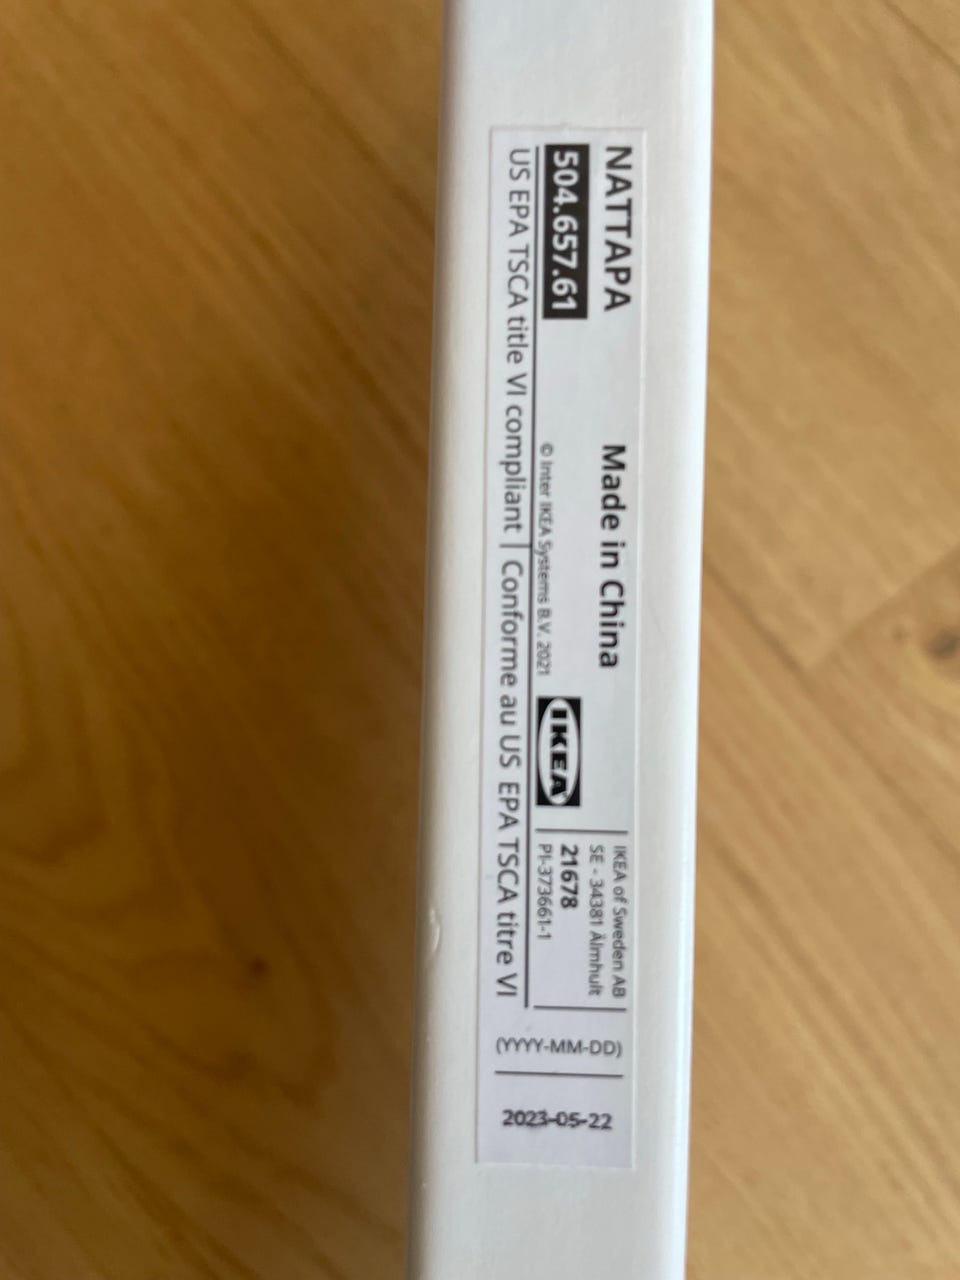 NATTAPA
504.657.61
Made in China
© Inter IKEA Systems B.V. 2021
IKEA
IKEA of Sweden AB
SE - 34381 Älmhult
21678
PI-373661-1
US EPA TSCA title VI compliant | Conforme au US EPA TSCA titre VI
(YYYY-MM-DD)
2023-05-22